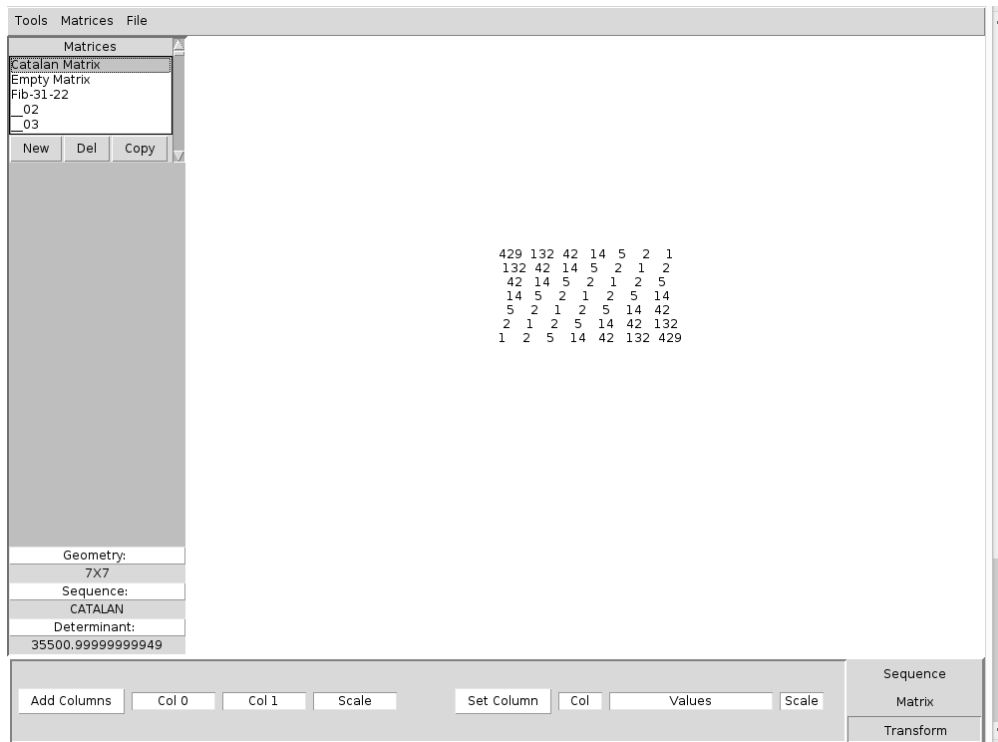 Tools Matrices File
Matrices
Catalan Matrix
Empty Matrix
Fib-31-22
__02
__03
New Del Copy
429 132 42 14 5 2 1
132 42 14 5 2 1 2
42 14 5 2 1 2 5
14 5 2 1 2 5 14
5 2 1 2 5 14 42
2 1 2 5 14 42 132
1 2 5 14 42 132 429
Geometry:
7X7
Sequence:
CATALAN
Determinant:
35500.99999999949
Add Columns Col 0 Col 1 Scale Set Column Col Values Scale
Sequence
Matrix
Transform